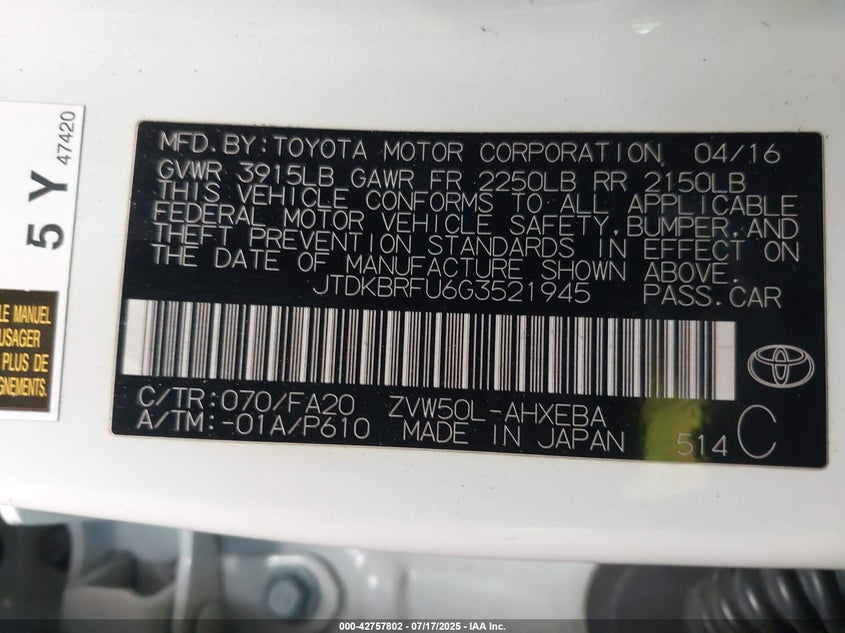 MFD. BY: TOYOTA MOTOR CORPORATION 04/16
GVWR 3915LB GAWR FR 2250LB RR 2150LB
THIS VEHICLE CONFORMS TO ALL APPLICABLE
FEDERAL MOTOR VEHICLE SAFETY, BUMPER, AND
THEFT PREVENTION STANDARDS IN EFFECT ON
THE DATE OF MANUFACTURE SHOWN ABOVE.
JTDKBRFU6G3521945 PASS. CAR
C/TR: 070/FA20 ZVW50L-AHXEBA
A/TM: -01A/P610 MADE IN JAPAN 514 C
5 Y
47420
LE MANUEL
USAGER
PLUS DE
GNEMENTS.
000-42757802 - 07/17/2025 - IAA Inc.